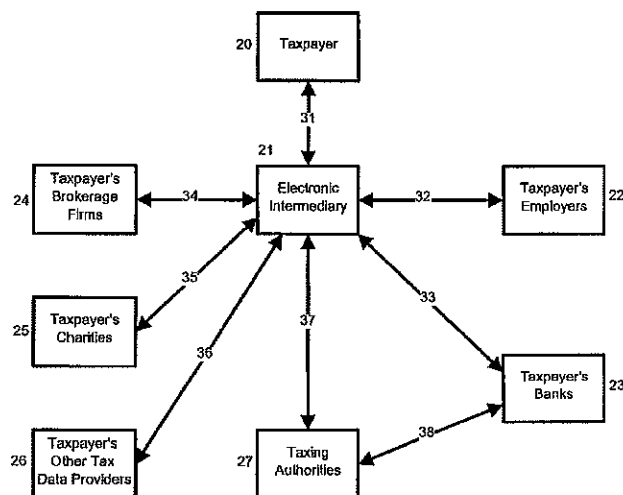 20
Taxpayer
31
21
Electronic
Intermediary
24
Taxpayer's
Brokerage
Firms
34
32
Taxpayer's
Employers
22
35
33
25
Taxpayer's
Charities
36
37
Taxpayer's
Banks
23
38
26
Taxpayer's
Other Tax
Data Providers
27
Taxing
Authorities